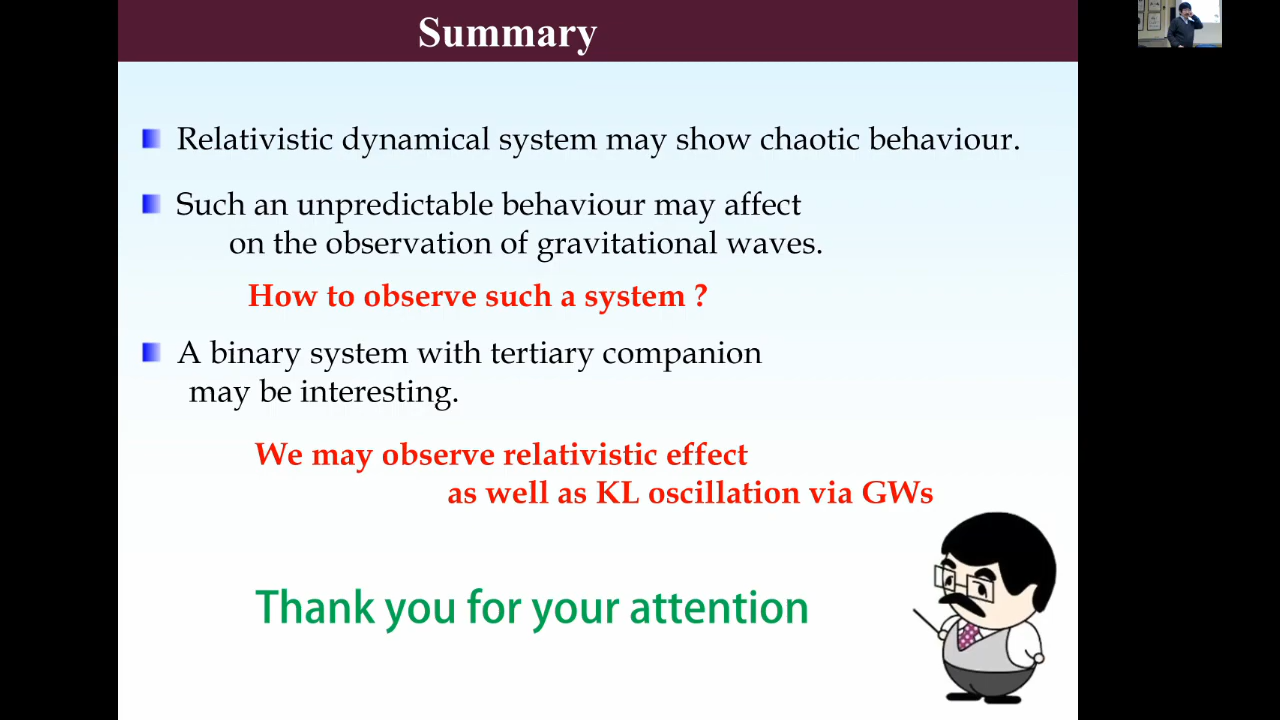 Summary
Relativistic dynamical system may show chaotic behaviour.
Such an unpredictable behaviour may affect
on the observation of gravitational waves.
How to observe such a system ?
A binary system with tertiary companion
may be interesting.
We may observe relativistic effect
as well as KL oscillation via GWs
Thank you for your attention